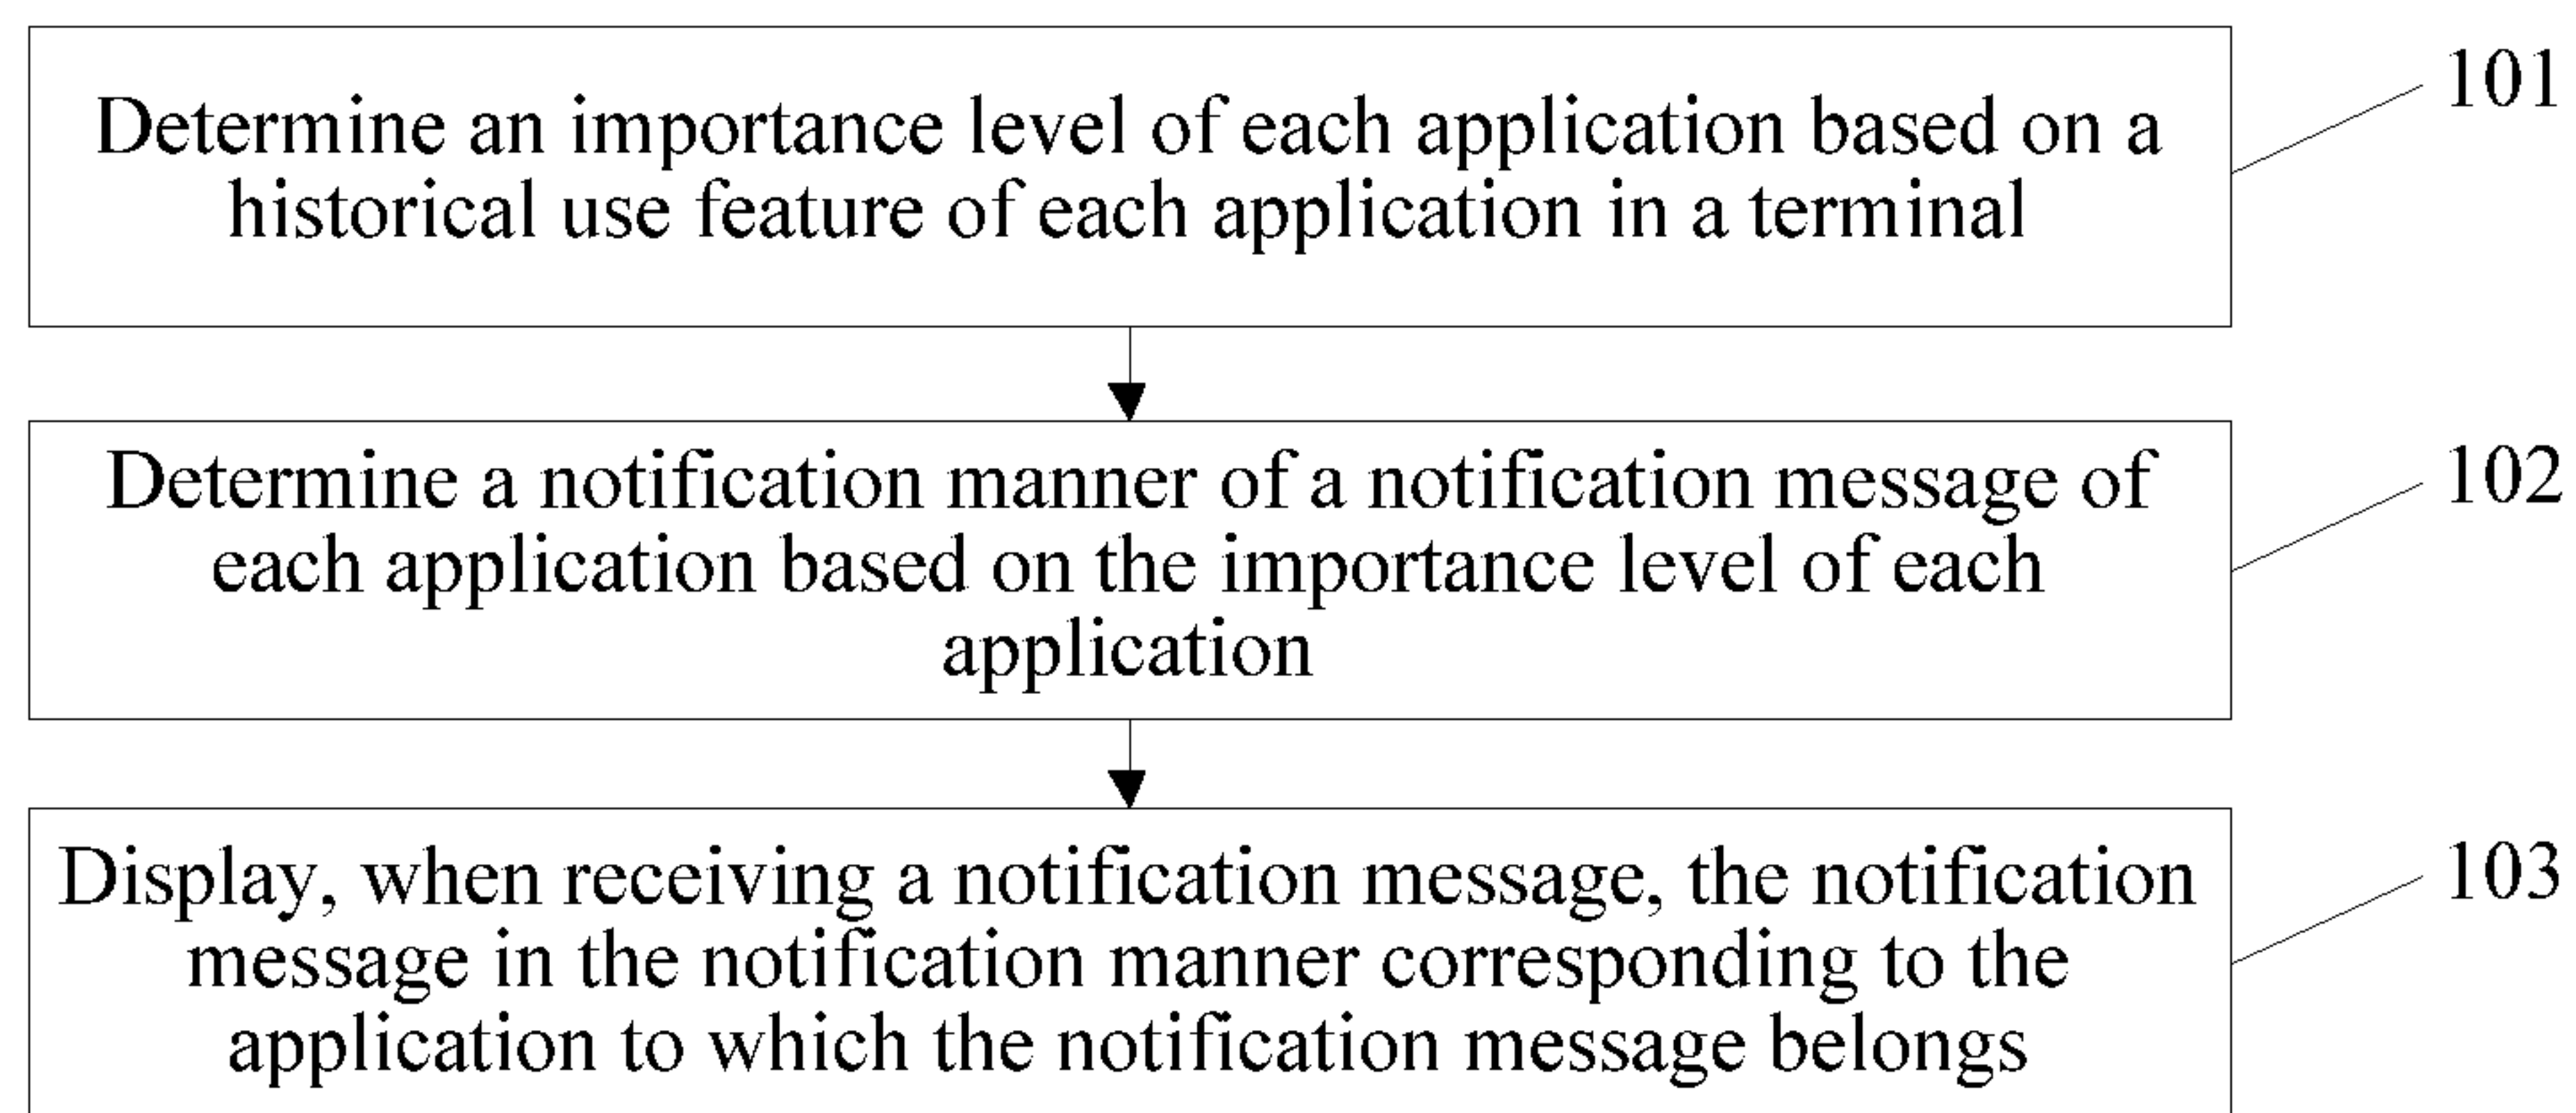 Determine an importance level of each application based on a
historical use feature of each application in a terminal
101
Determine a notification manner of a notification message of
each application based on the importance level of each
application
102
Display, when receiving a notification message, the notification
message in the notification manner corresponding to the
application to which the notification message belongs
103